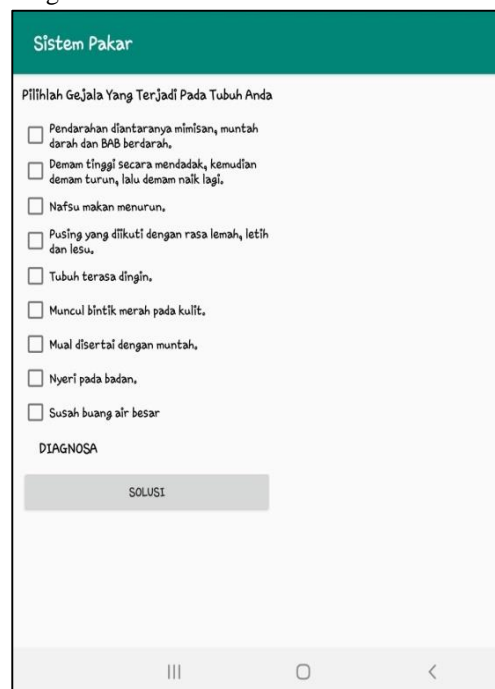 Sistem Pakar
Pilihlah Gejala Yang Terjadi Pada Tubuh Anda
Pendarahan diantaranya mimisan, muntah
darah dan BAB berdarah.
Demam tinggi secara mendadak, kemudian
demam turun, lalu demam naik lagi.
Nafsu makan menurun.
Pusing yang diikuti dengan rasa lemah, letih
dan lesu.
Tubuh terasa dingin.
Muncul bintik merah pada kulit.
Mual disertai dengan muntah.
Nyeri pada badan.
Susah buang air besar
DIAGNOSA
SOLUSI